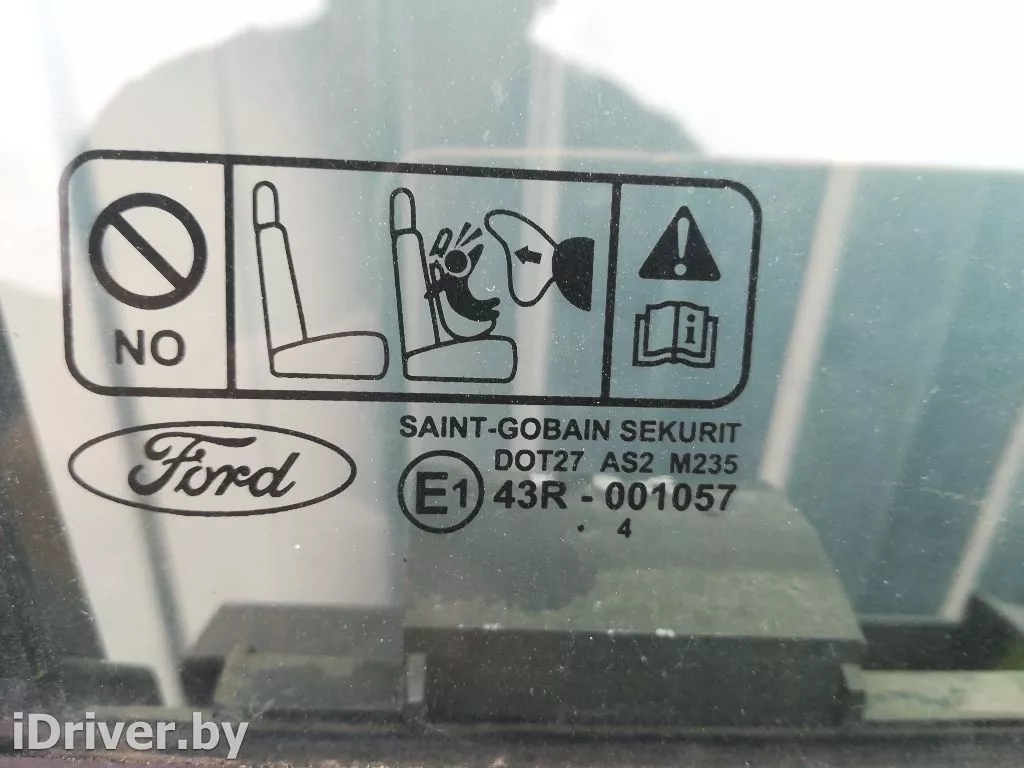 NO
i
Ford
SAINT-GOBAIN SEKURIT
DOT27 AS2 M235
E1 43R - 001057
. 4
iDriver.by